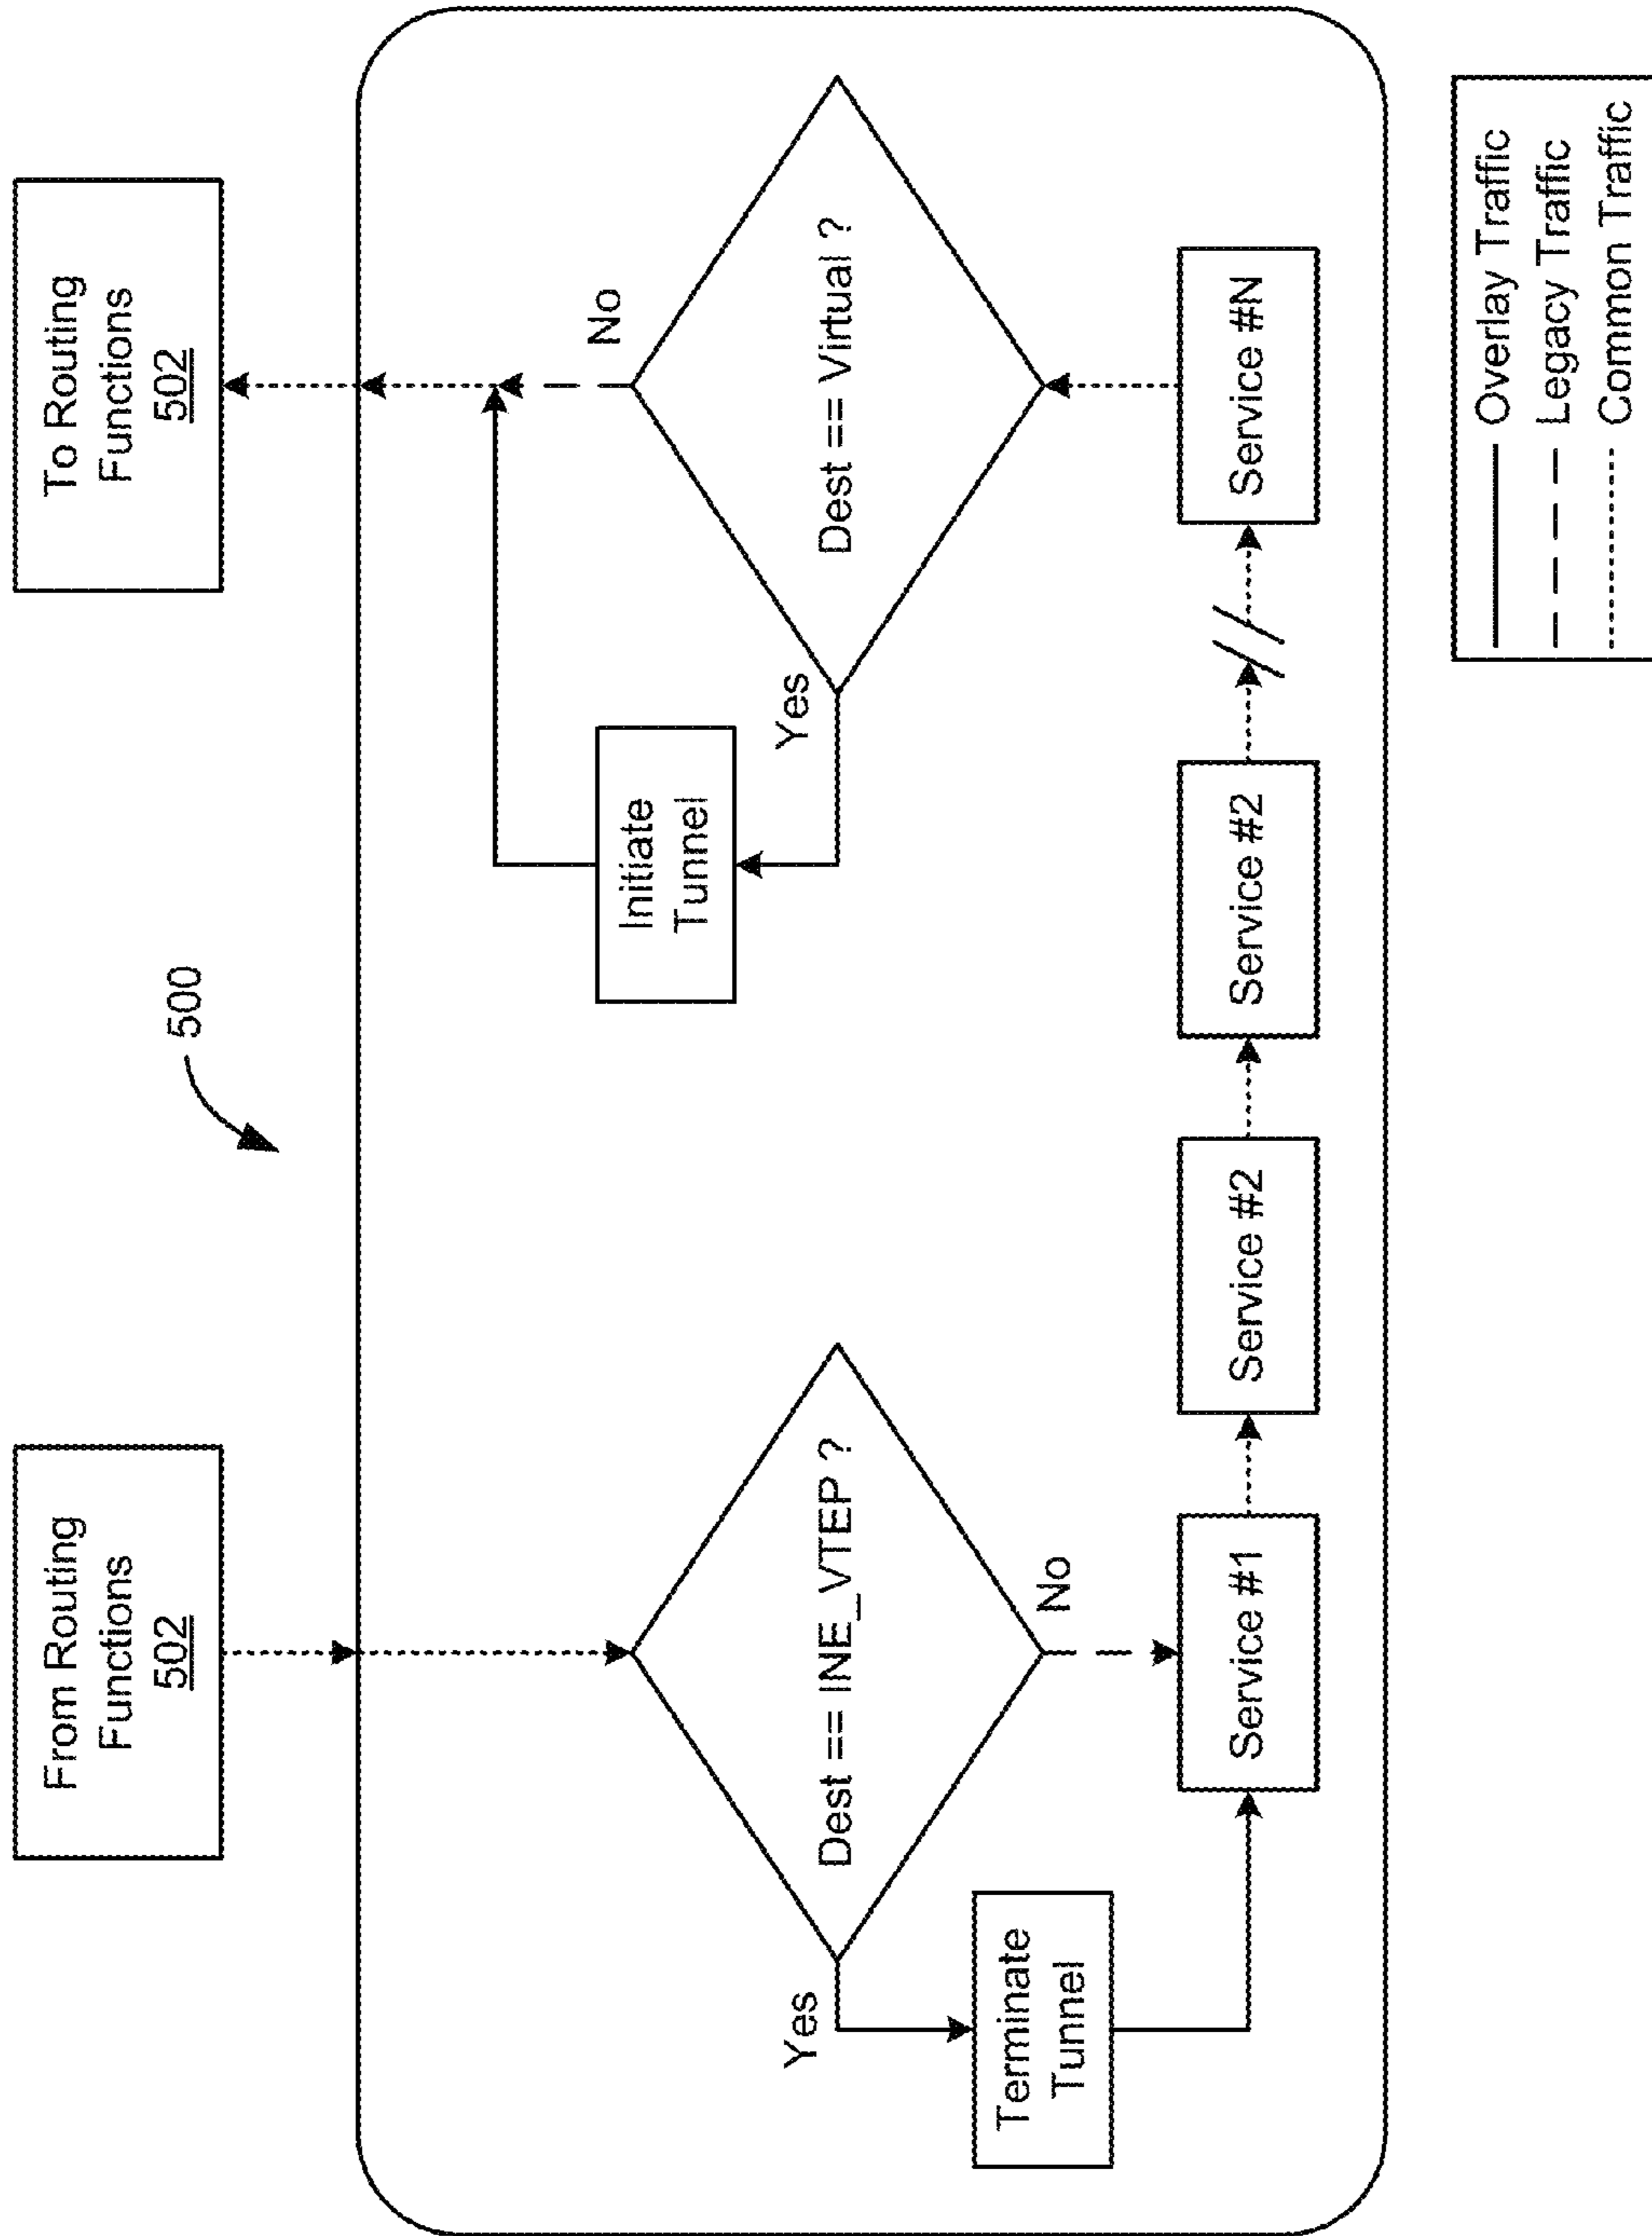 500
From Routing
Functions
502
To Routing
Functions
502
Dest == INE_VTEP ?
Yes
No
Terminate
Tunnel
Service #1
Service #2
Service #2
Service #N
Dest == Virtual ?
Yes
No
Initiate
Tunnel
Overlay Traffic
Legacy Traffic
Common Traffic